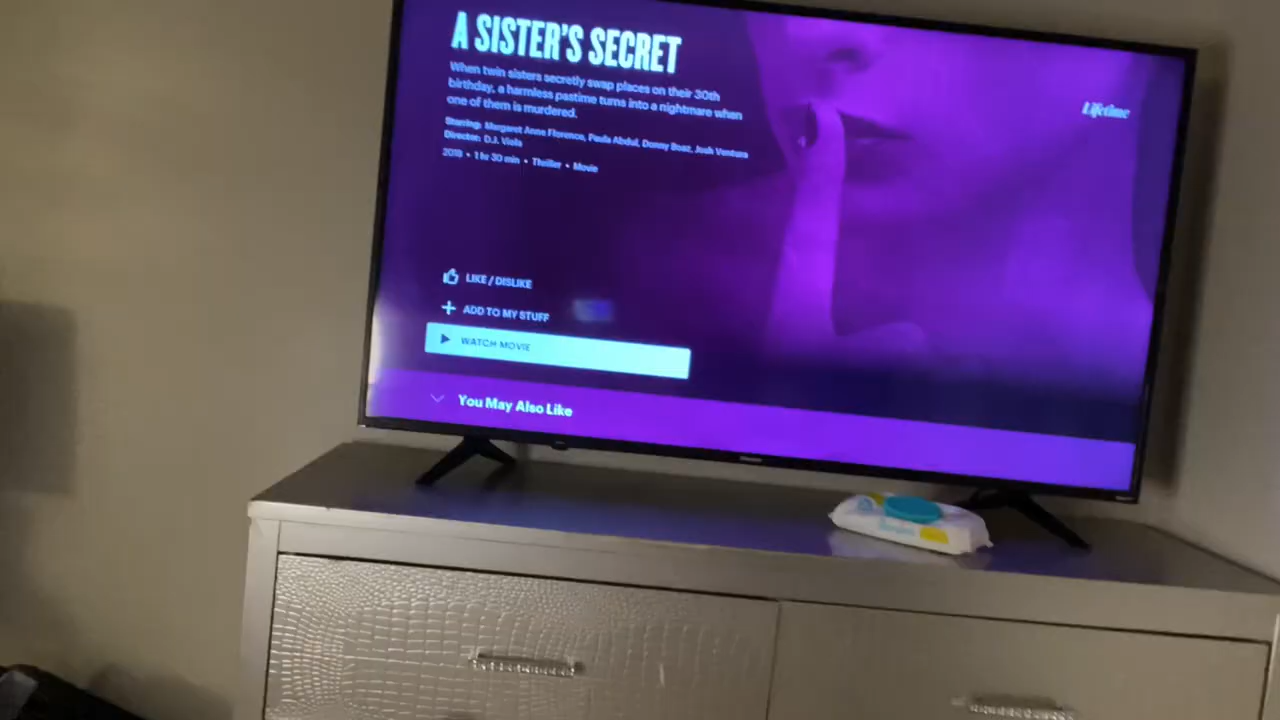 A SISTER'S SECRET
When twin sisters secretly swap places on their 30th
birthday, a harmless pastime turns into a nightmare when
one of them is murdered.
Starring: Margaret Anne Florence, Paula Abdul, Donny Boaz, Josh Ventura
Director: D.J. Viola
2018 • 1 hr 30 min • Thriller • Movie
Lifetime
LIKE / DISLIKE
ADD TO MY STUFF
WATCH MOVIE
You May Also Like